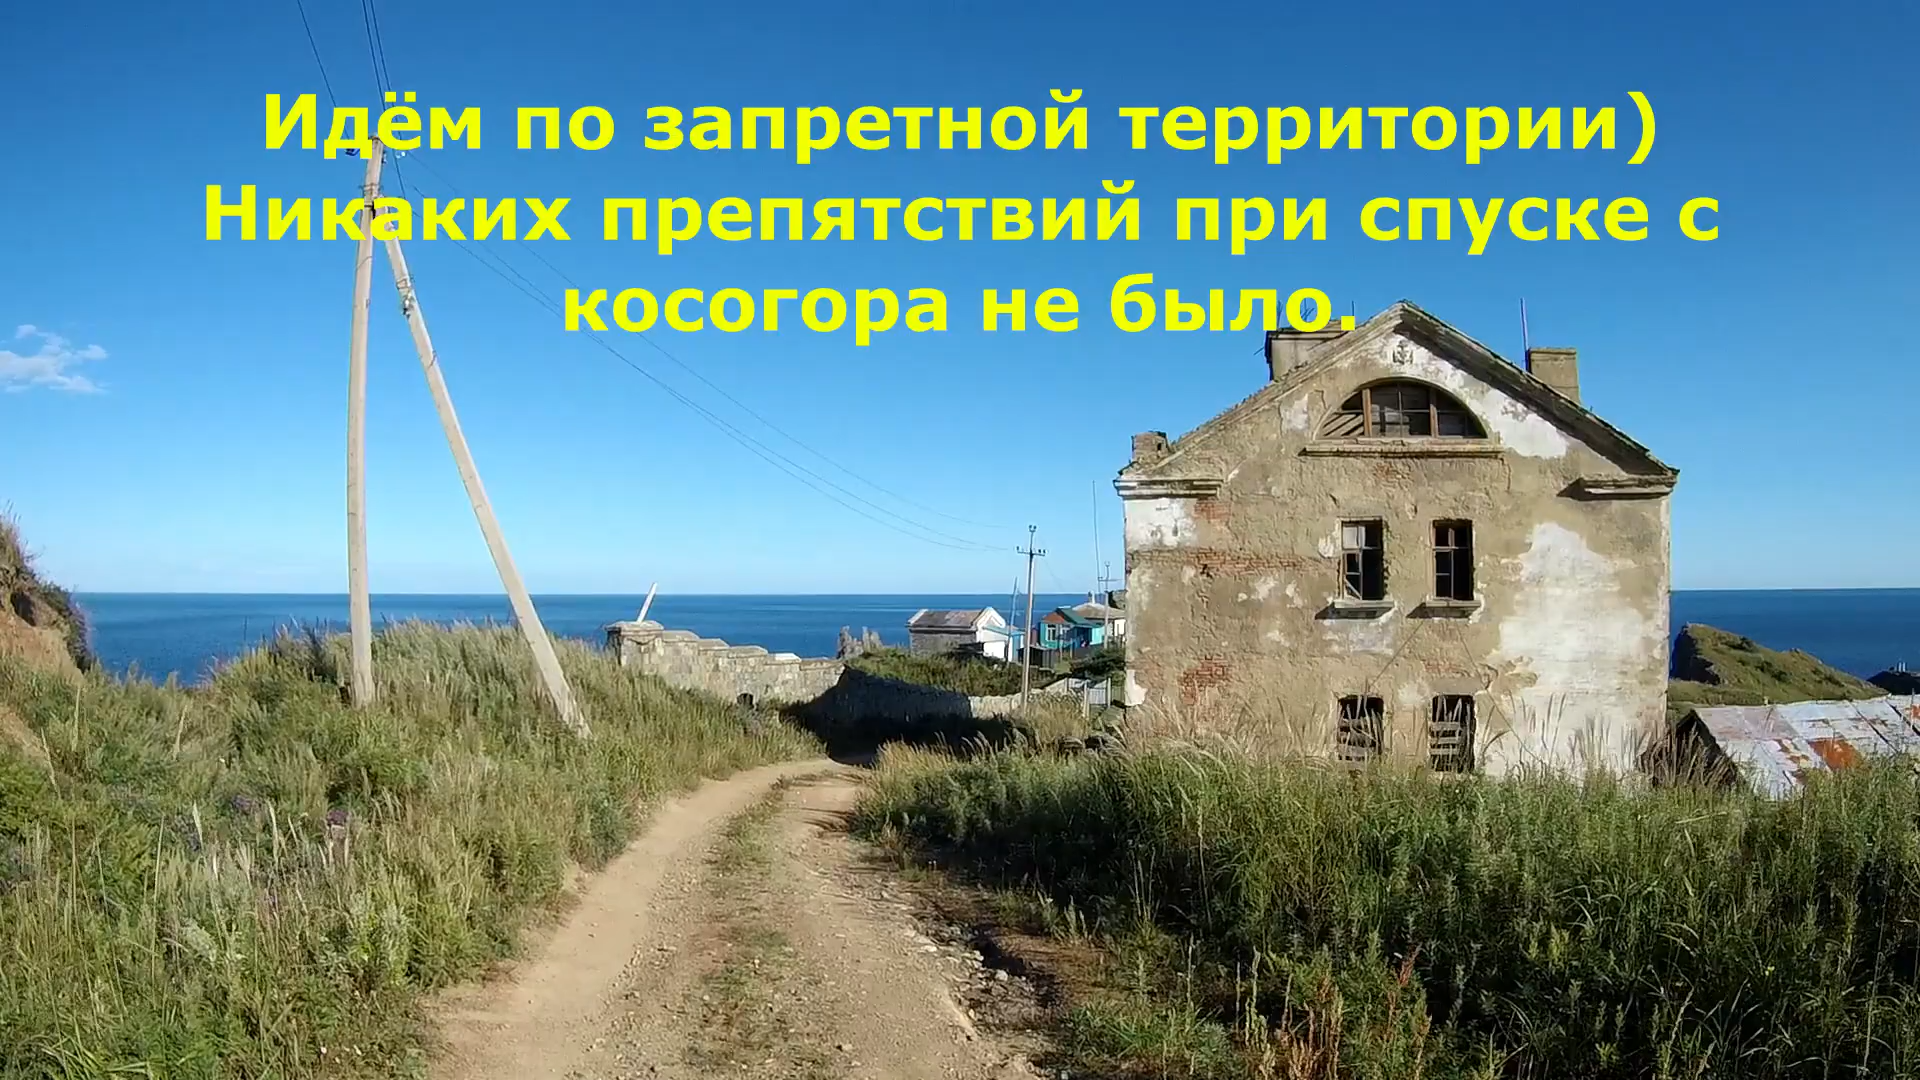 Идём по запретной территории)
Никаких препятствий при спуске с
косогора не было.